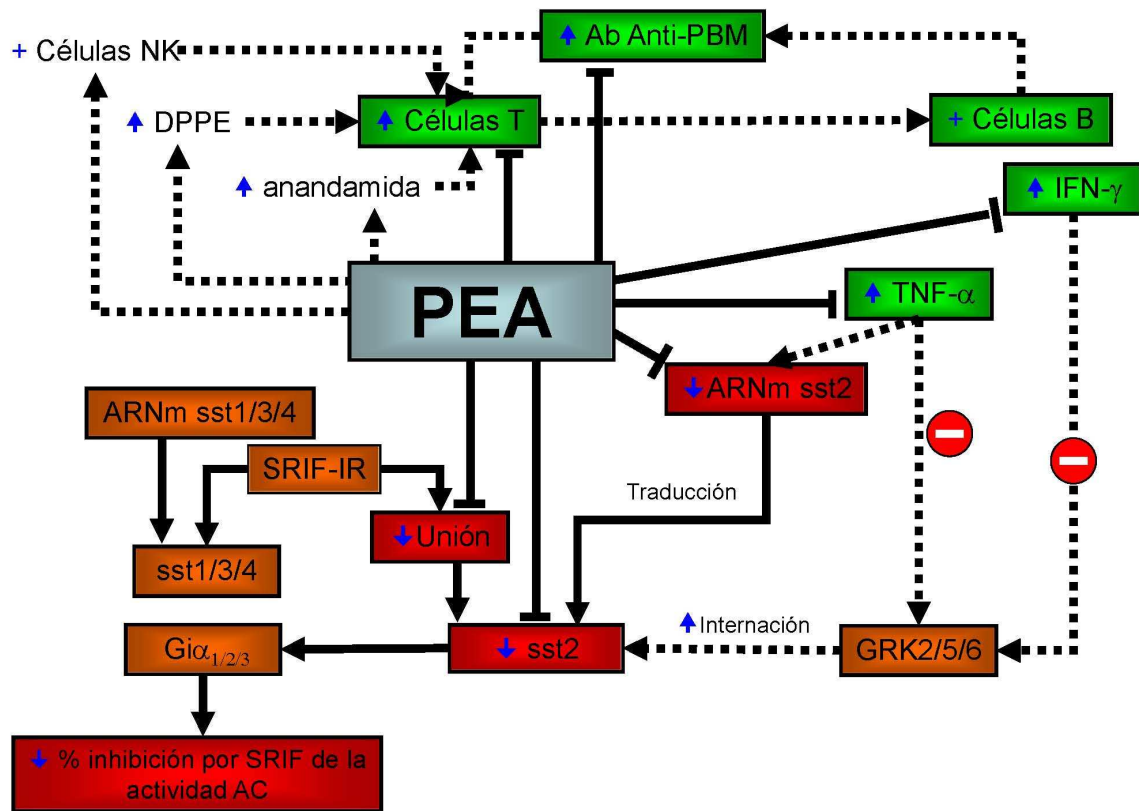 Ab Anti-PBM
+ Células NK
DPPE
Células T
+ Células B
anandamida
IFN-γ
PEA
TNF-α
ARNm sst2
ARNm sst1/3/4
SRIF-IR
Traducción
Unión
sst1/3/4
Internación
Giα1/2/3
sst2
GRK2/5/6
% inhibición por SRIF de la
actividad AC